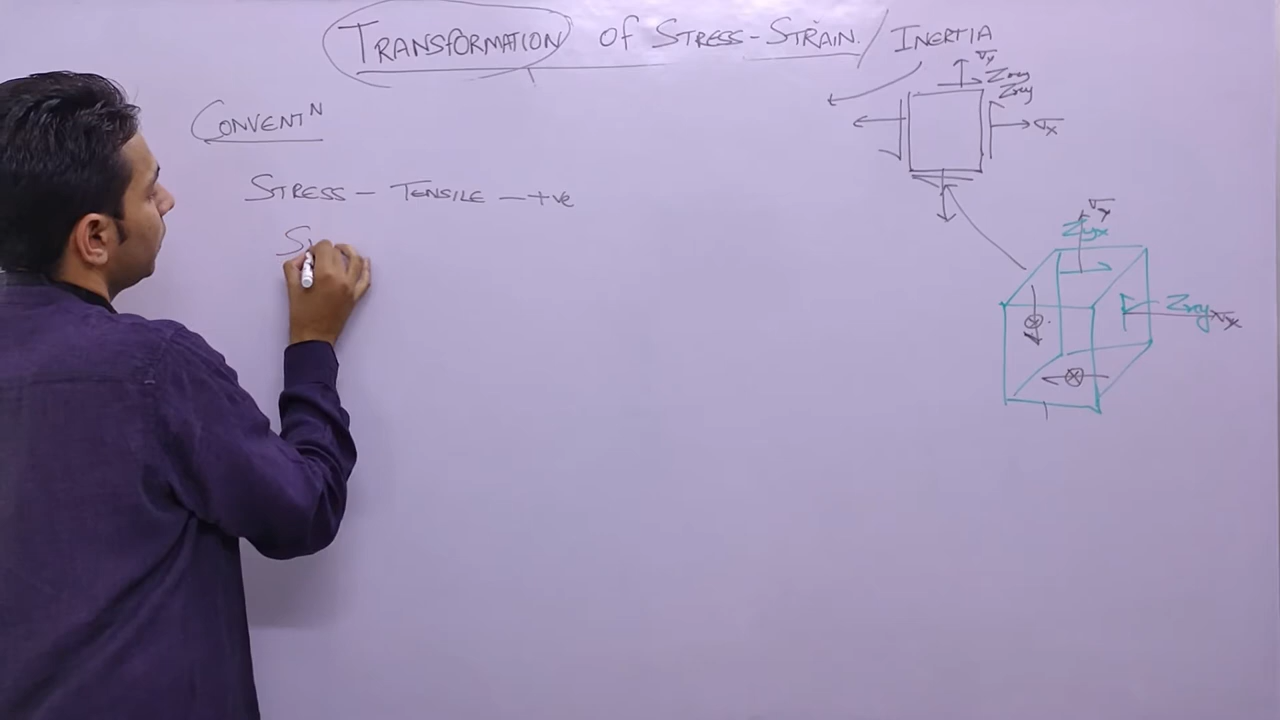 TRANSFORMATION of STRESS-STRAIN / INERTIA
CONVENTᴺ
σy
τxy
τxy
σx
STRESS – TENSILE – +ve
S
σy
τyx
τxy σx